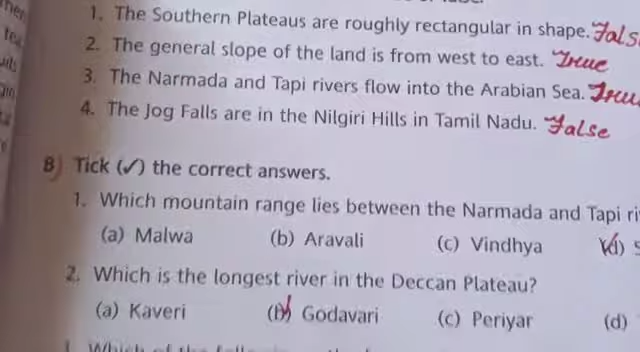 1. The Southern Plateaus are roughly rectangular in shape. Fals
2. The general slope of the land is from west to east. True
3. The Narmada and Tapi rivers flow into the Arabian Sea. Tru
4. The Jog Falls are in the Nilgiri Hills in Tamil Nadu. False
B) Tick (✓) the correct answers.
1. Which mountain range lies between the Narmada and Tapi ri
(a) Malwa (b) Aravali (c) Vindhya (d) S
2. Which is the longest river in the Deccan Plateau?
(a) Kaveri (b) Godavari (c) Periyar (d)